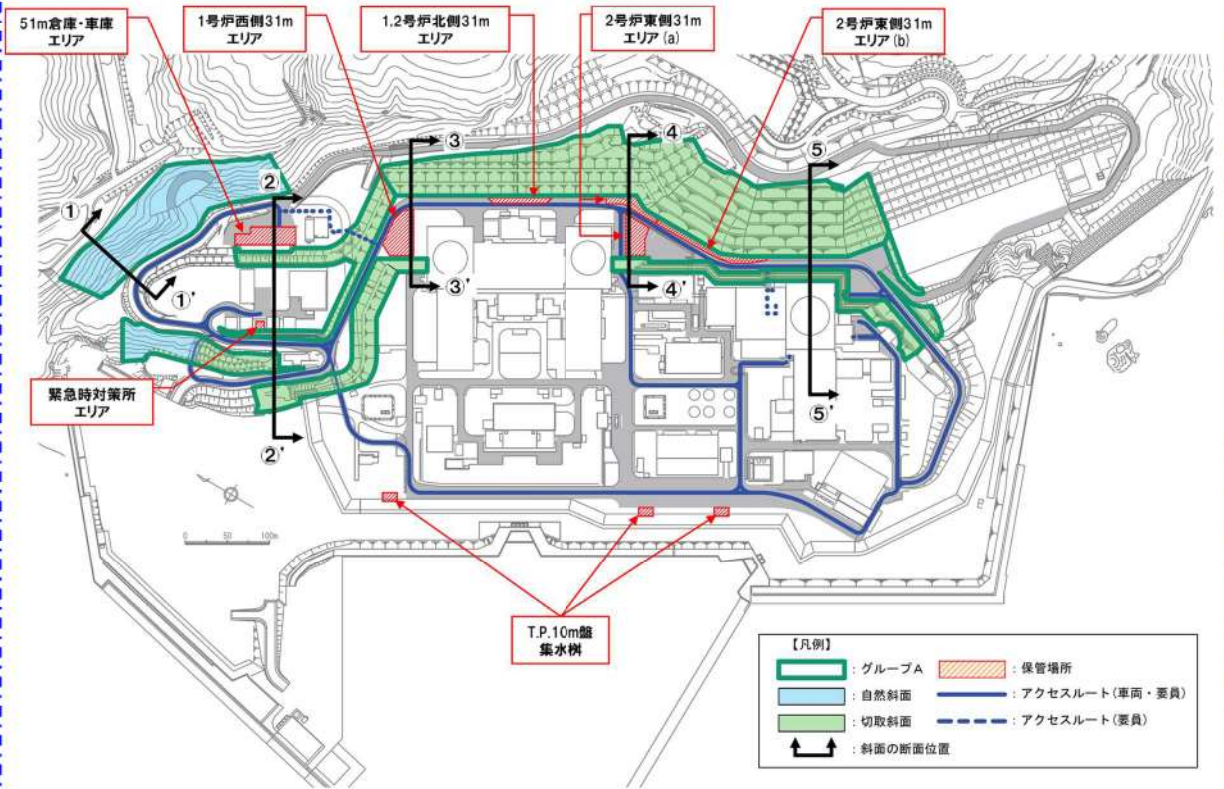 51m倉庫・車庫
エリア
1号炉西側31m
エリア
1.2号炉北側31m
エリア
2号炉東側31m
エリア(a)
2号炉東側31m
エリア(b)
①
②
③
④
⑤
①'
②'
③'
④'
⑤'
緊急時対策所
エリア
0 50 100m
T.P.10m盤
集水桝
【凡例】
:グループA
:保管場所
:自然斜面
:アクセスルート(車両・要員)
:切取斜面
:アクセスルート(要員)
:斜面の断面位置